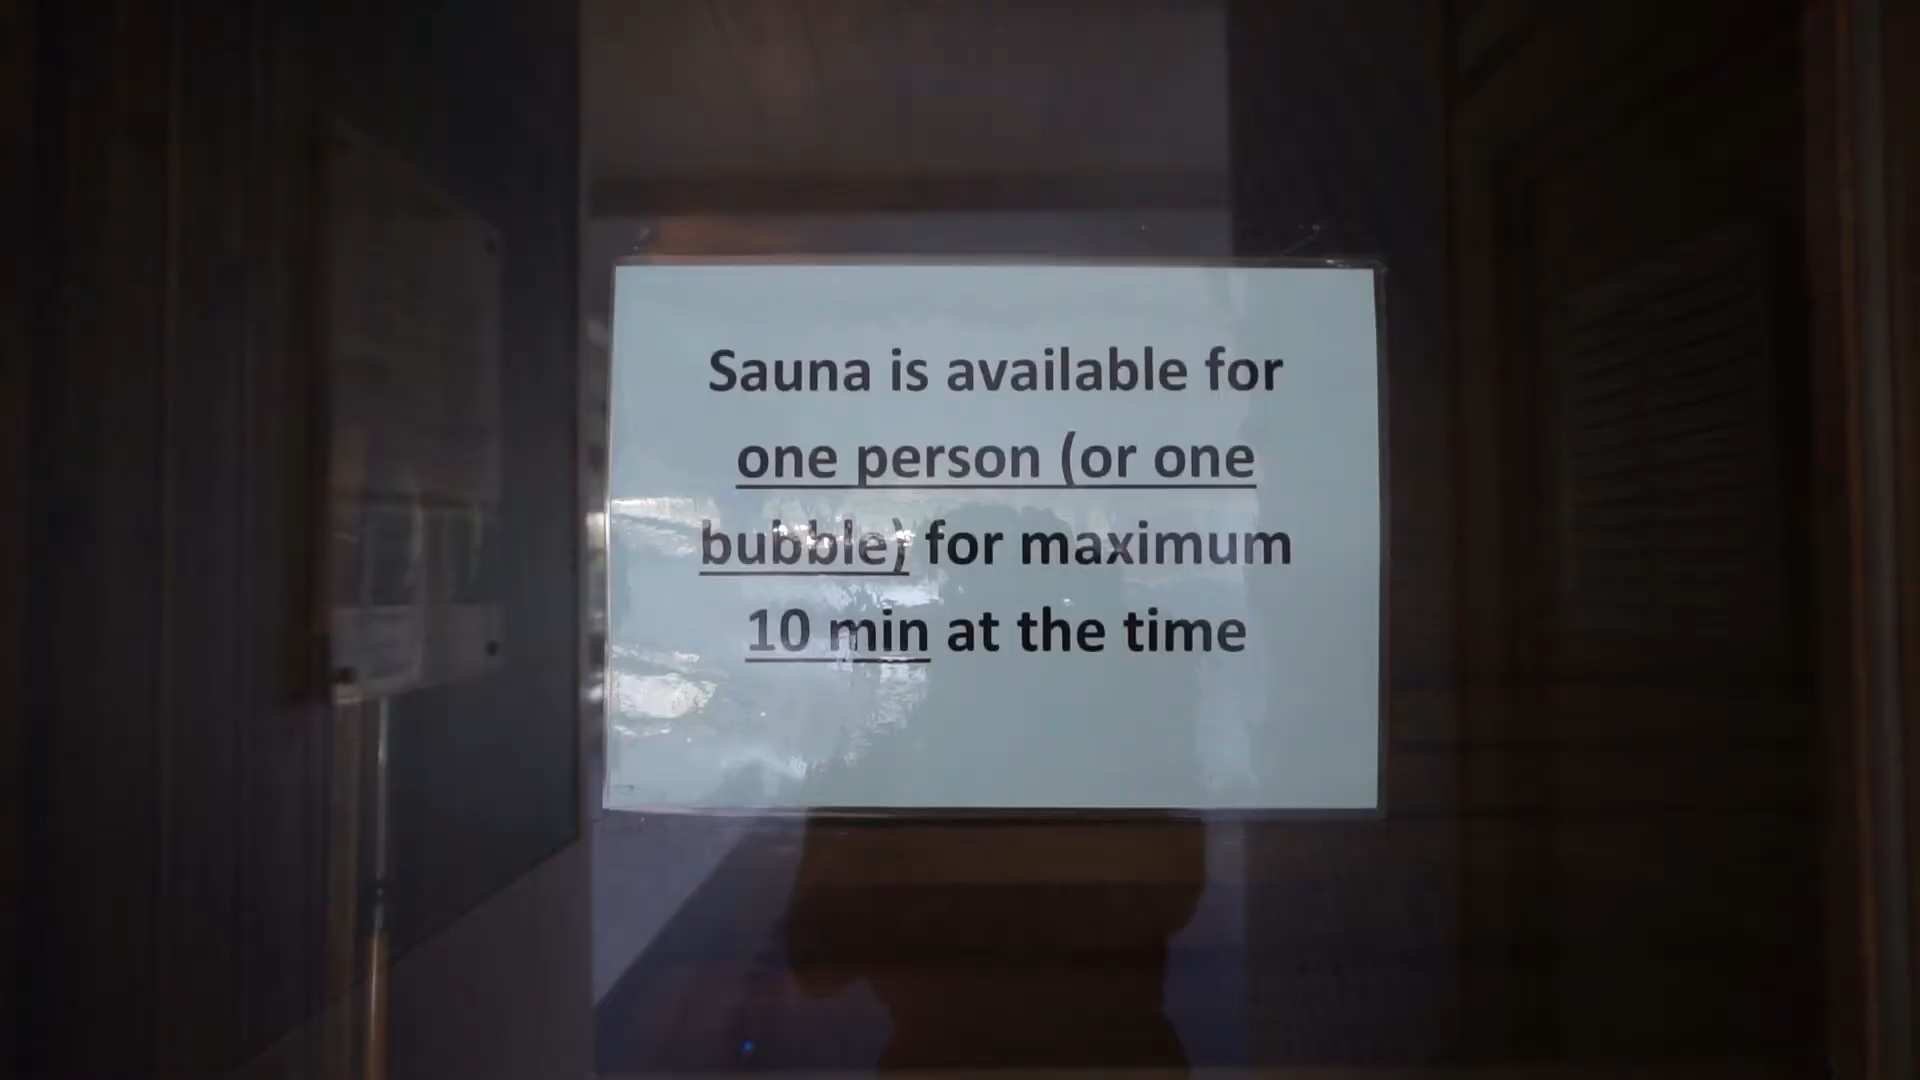 Sauna is available for
one person (or one
bubble) for maximum
10 min at the time